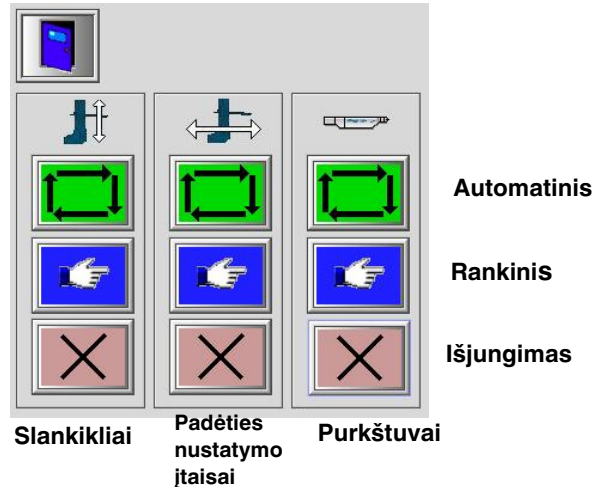 Automatinis
Rankinis
Išjungimas
Slankikliai
Padėties
nustatymo
įtaisai
Purkštuvai